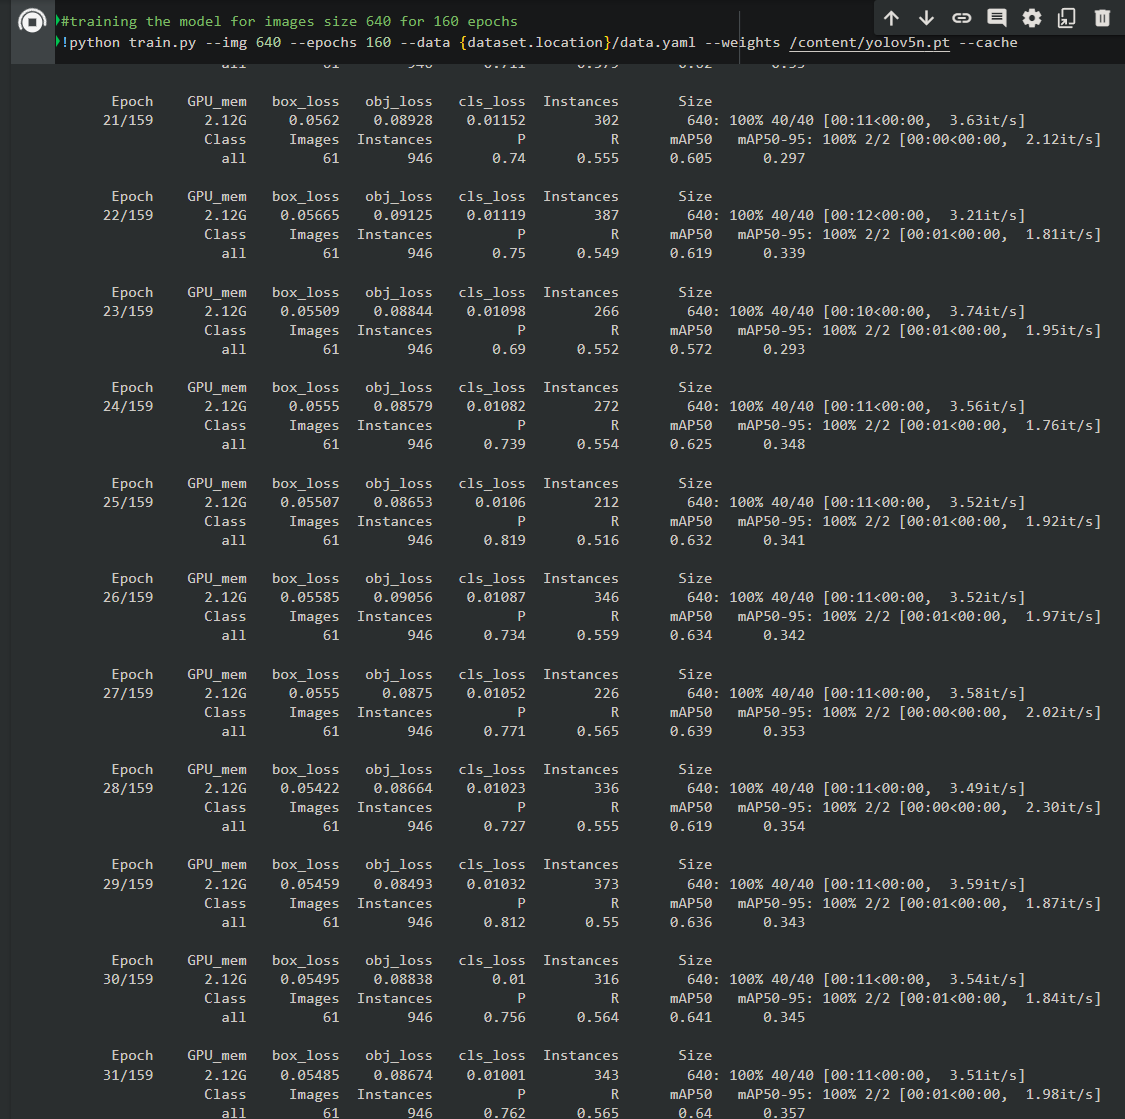 #training the model for images size 640 for 160 epochs
!python train.py --img 640 --epochs 160 --data {dataset.location}/data.yaml --weights /content/yolov5n.pt --cache
all 61 946 0.711 0.579 0.62 0.33
Epoch GPU_mem box_loss obj_loss cls_loss Instances Size
21/159 2.12G 0.0562 0.08928 0.01152 302 640: 100% 40/40 [00:11<00:00, 3.63it/s]
Class Images Instances P R mAP50 mAP50-95: 100% 2/2 [00:00<00:00, 2.12it/s]
all 61 946 0.74 0.555 0.605 0.297
Epoch GPU_mem box_loss obj_loss cls_loss Instances Size
22/159 2.12G 0.05665 0.09125 0.01119 387 640: 100% 40/40 [00:12<00:00, 3.21it/s]
Class Images Instances P R mAP50 mAP50-95: 100% 2/2 [00:01<00:00, 1.81it/s]
all 61 946 0.75 0.549 0.619 0.339
Epoch GPU_mem box_loss obj_loss cls_loss Instances Size
23/159 2.12G 0.05509 0.08844 0.01098 266 640: 100% 40/40 [00:10<00:00, 3.74it/s]
Class Images Instances P R mAP50 mAP50-95: 100% 2/2 [00:01<00:00, 1.95it/s]
all 61 946 0.69 0.552 0.572 0.293
Epoch GPU_mem box_loss obj_loss cls_loss Instances Size
24/159 2.12G 0.0555 0.08579 0.01082 272 640: 100% 40/40 [00:11<00:00, 3.56it/s]
Class Images Instances P R mAP50 mAP50-95: 100% 2/2 [00:01<00:00, 1.76it/s]
all 61 946 0.739 0.554 0.625 0.348
Epoch GPU_mem box_loss obj_loss cls_loss Instances Size
25/159 2.12G 0.05507 0.08653 0.0106 212 640: 100% 40/40 [00:11<00:00, 3.52it/s]
Class Images Instances P R mAP50 mAP50-95: 100% 2/2 [00:01<00:00, 1.92it/s]
all 61 946 0.819 0.516 0.632 0.341
Epoch GPU_mem box_loss obj_loss cls_loss Instances Size
26/159 2.12G 0.05585 0.09056 0.01087 346 640: 100% 40/40 [00:11<00:00, 3.52it/s]
Class Images Instances P R mAP50 mAP50-95: 100% 2/2 [00:01<00:00, 1.97it/s]
all 61 946 0.734 0.559 0.634 0.342
Epoch GPU_mem box_loss obj_loss cls_loss Instances Size
27/159 2.12G 0.0555 0.0875 0.01052 226 640: 100% 40/40 [00:11<00:00, 3.58it/s]
Class Images Instances P R mAP50 mAP50-95: 100% 2/2 [00:00<00:00, 2.02it/s]
all 61 946 0.771 0.565 0.639 0.353
Epoch GPU_mem box_loss obj_loss cls_loss Instances Size
28/159 2.12G 0.05422 0.08664 0.01023 336 640: 100% 40/40 [00:11<00:00, 3.49it/s]
Class Images Instances P R mAP50 mAP50-95: 100% 2/2 [00:00<00:00, 2.30it/s]
all 61 946 0.727 0.555 0.619 0.354
Epoch GPU_mem box_loss obj_loss cls_loss Instances Size
29/159 2.12G 0.05459 0.08493 0.01032 373 640: 100% 40/40 [00:11<00:00, 3.59it/s]
Class Images Instances P R mAP50 mAP50-95: 100% 2/2 [00:01<00:00, 1.87it/s]
all 61 946 0.812 0.55 0.636 0.343
Epoch GPU_mem box_loss obj_loss cls_loss Instances Size
30/159 2.12G 0.05495 0.08838 0.01 316 640: 100% 40/40 [00:11<00:00, 3.54it/s]
Class Images Instances P R mAP50 mAP50-95: 100% 2/2 [00:01<00:00, 1.84it/s]
all 61 946 0.756 0.564 0.641 0.345
Epoch GPU_mem box_loss obj_loss cls_loss Instances Size
31/159 2.12G 0.05485 0.08674 0.01001 343 640: 100% 40/40 [00:11<00:00, 3.51it/s]
Class Images Instances P R mAP50 mAP50-95: 100% 2/2 [00:01<00:00, 1.98it/s]
all 61 946 0.762 0.565 0.64 0.357